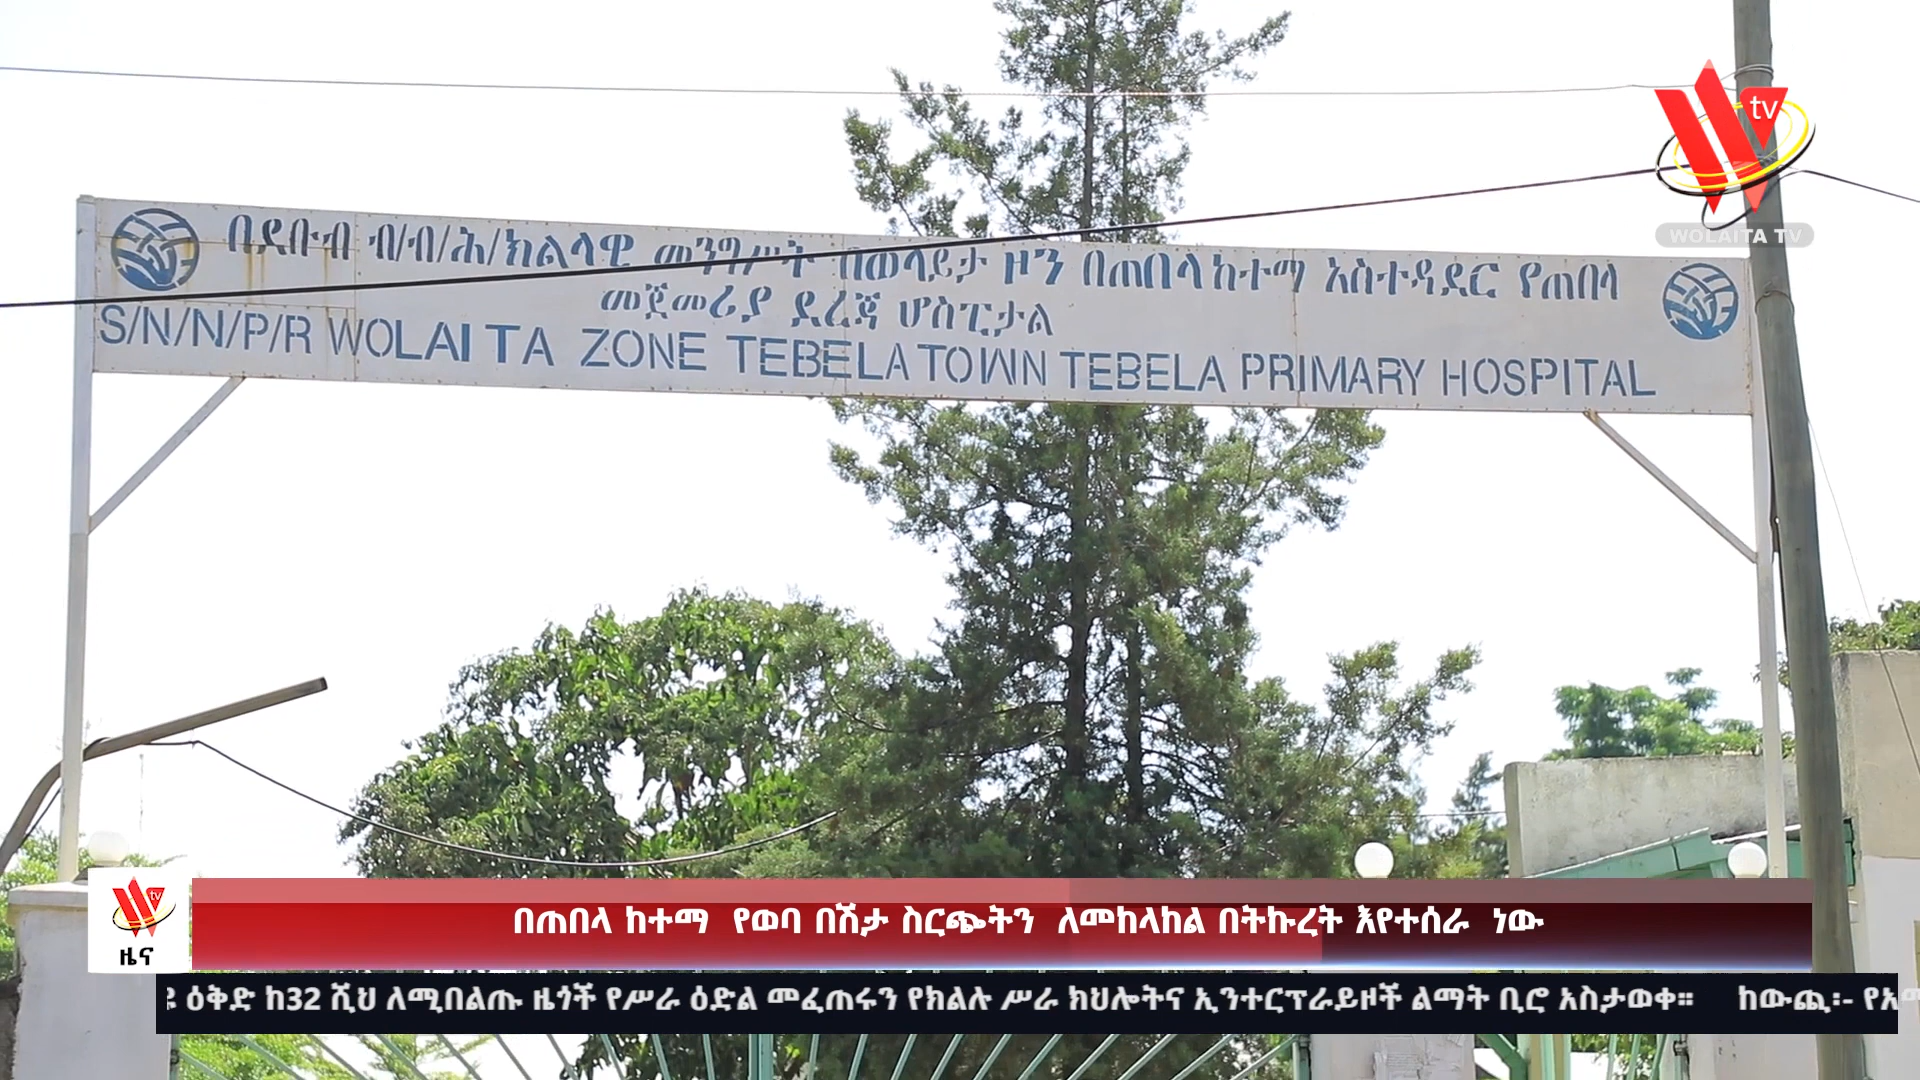 tv
WOLAITA TV
በደቡብ ብ/ብ/ሕ/ክልላዊ መንግሥት በወላይታ ዞን በጠበላ ከተማ አስተዳደር የጠበላ
መጀመሪያ ደረጃ ሆስፒታል
S/N/N/P/R WOLAITA ZONE TEBELA TOWN TEBELA PRIMARY HOSPITAL
tv
ዜና
በጠበላ ከተማ የወባ በሽታ ስርጭትን ለመከላከል በትኩረት እየተሰራ ነው
ዕቅድ ከ32 ሺህ ለሚበልጡ ዜጎች የሥራ ዕድል መፈጠሩን የክልሉ ሥራ ክህሎትና ኢንተርፕራይዞች ልማት ቢሮ አስታወቀ። ከውጪ፡-